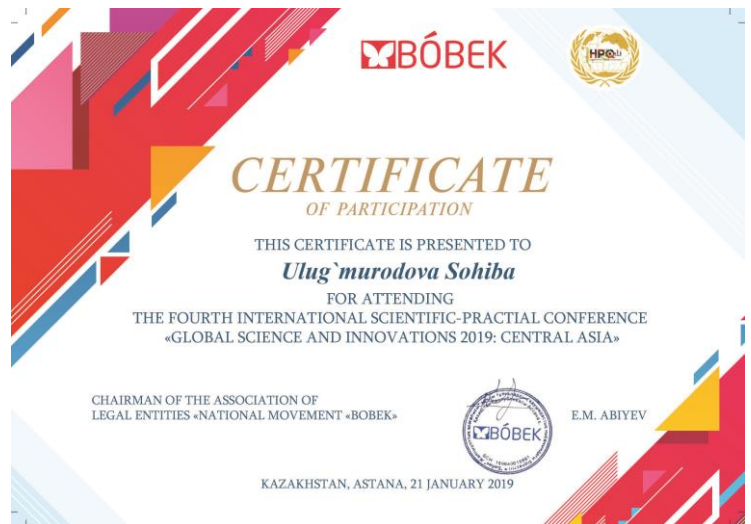 BÓBEK
HPQ
CERTIFICATE
OF PARTICIPATION
THIS CERTIFICATE IS PRESENTED TO
Ulug`murodova Sohiba
FOR ATTENDING
THE FOURTH INTERNATIONAL SCIENTIFIC-PRACTIAL CONFERENCE
«GLOBAL SCIENCE AND INNOVATIONS 2019: CENTRAL ASIA»
CHAIRMAN OF THE ASSOCIATION OF
LEGAL ENTITIES «NATIONAL MOVEMENT «BOBEK»
BÓBEK
E.M. ABIYEV
KAZAKHSTAN, ASTANA, 21 JANUARY 2019